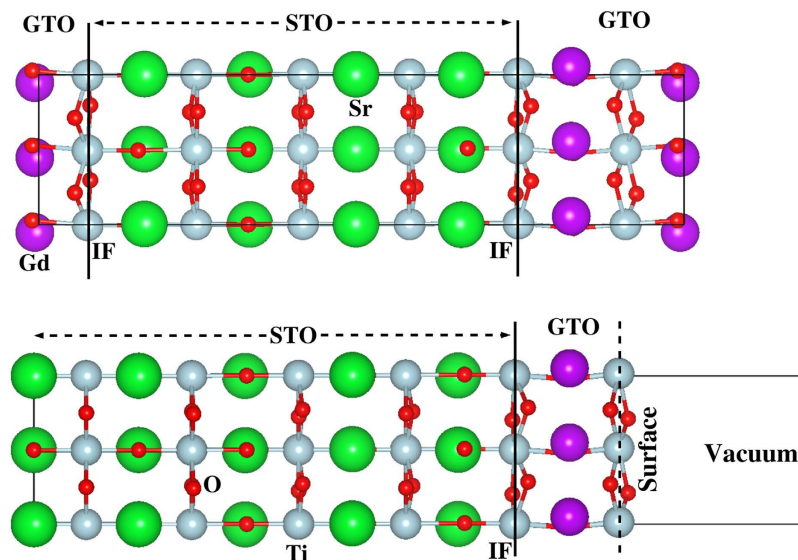 GTO
STO
GTO
Sr
IF
IF
Gd
STO
GTO
O
Surface
Vacuum
Ti
IF